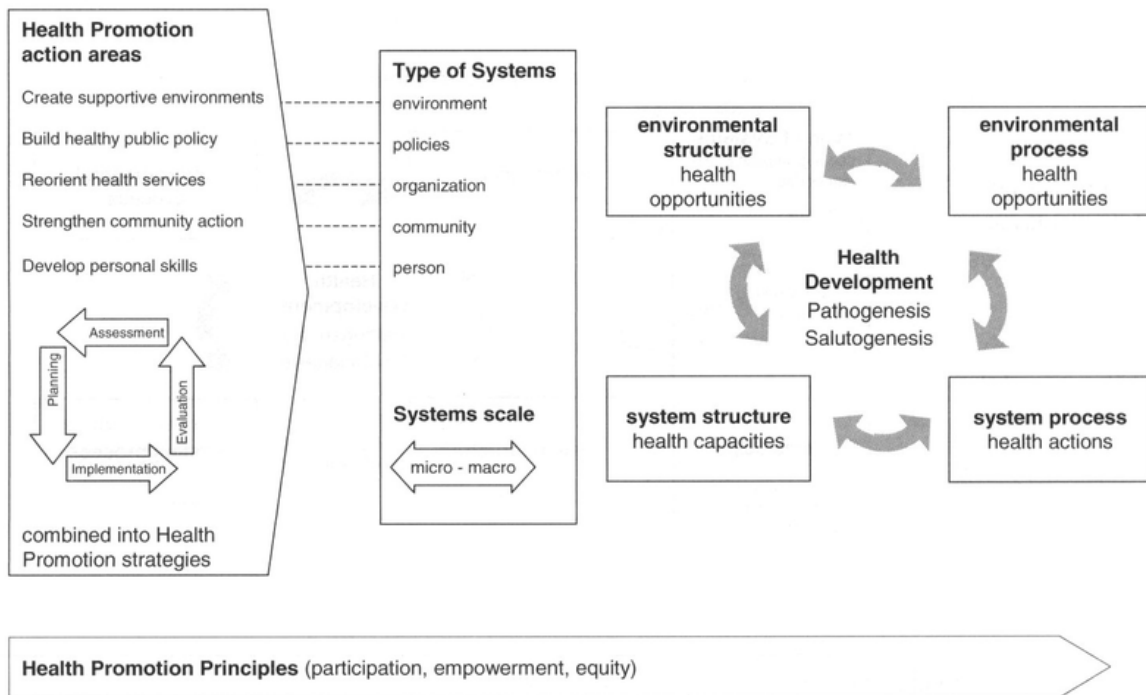 Health Promotion
action areas
Create supportive environments
Build healthy public policy
Reorient health services
Strengthen community action
Develop personal skills
Assessment
Planning
Evaluation
Implementation
combined into Health
Promotion strategies
Type of Systems
environment
policies
organization
community
person
Systems scale
micro - macro
environmental
structure
health
opportunities
environmental
process
health
opportunities
Health
Development
Pathogenesis
Salutogenesis
system structure
health capacities
system process
health actions
Health Promotion Principles (participation, empowerment, equity)